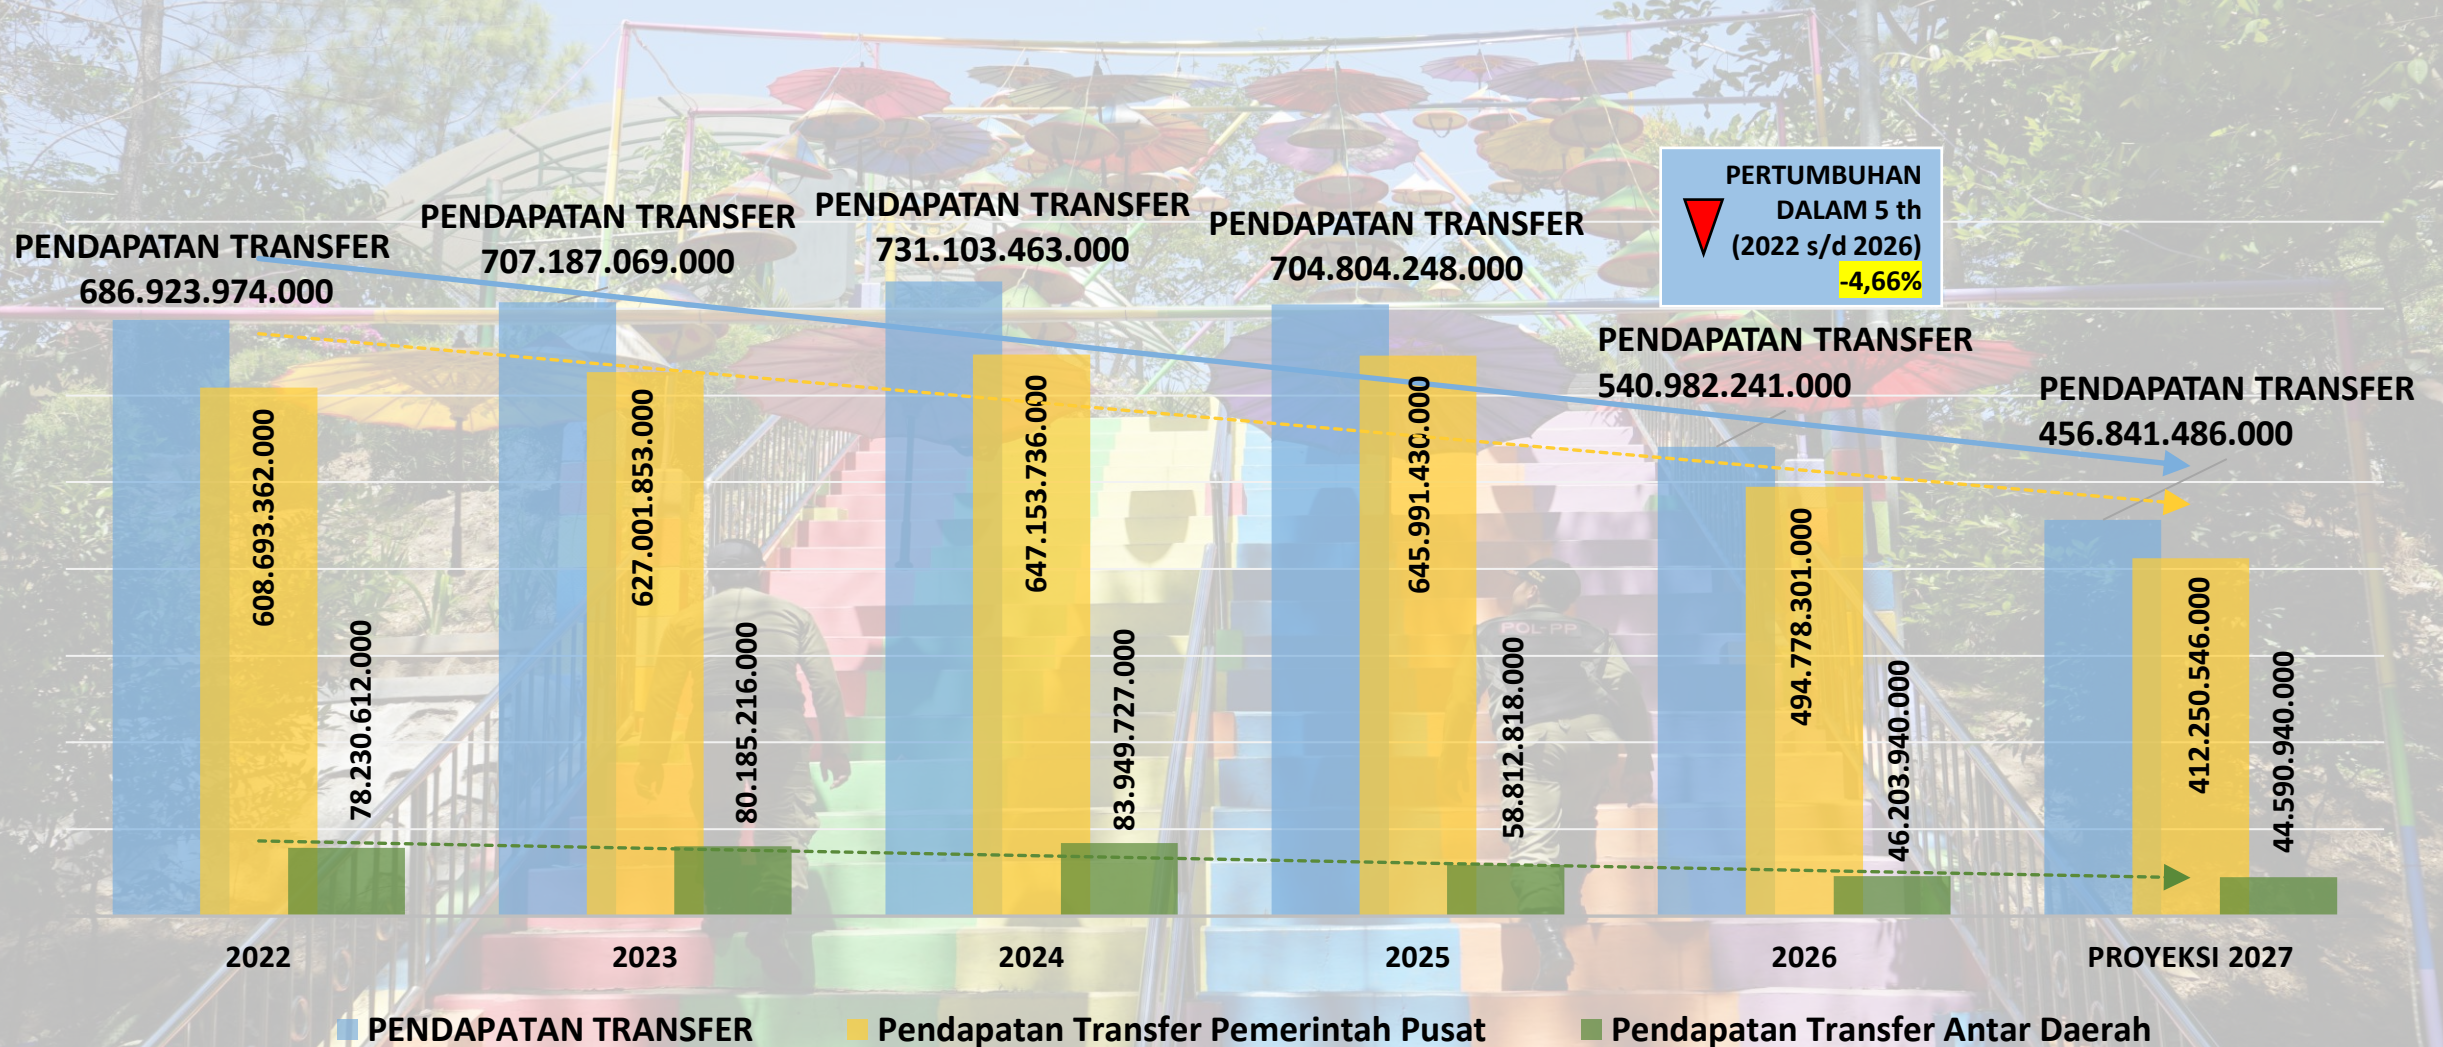 PERTUMBUHAN
DALAM 5 th
(2022 s/d 2026)
-4,66%
PENDAPATAN TRANSFER
686.923.974.000
PENDAPATAN TRANSFER
707.187.069.000
PENDAPATAN TRANSFER
731.103.463.000
PENDAPATAN TRANSFER
704.804.248.000
PENDAPATAN TRANSFER
540.982.241.000
PENDAPATAN TRANSFER
456.841.486.000
608.693.362.000
78.230.612.000
627.001.853.000
80.185.216.000
647.153.736.000
83.949.727.000
645.991.430.000
58.812.818.000
494.778.301.000
46.203.940.000
412.250.546.000
44.590.940.000
POL PP
2022
2023
2024
2025
2026
PROYEKSI 2027
PENDAPATAN TRANSFER
Pendapatan Transfer Pemerintah Pusat
Pendapatan Transfer Antar Daerah